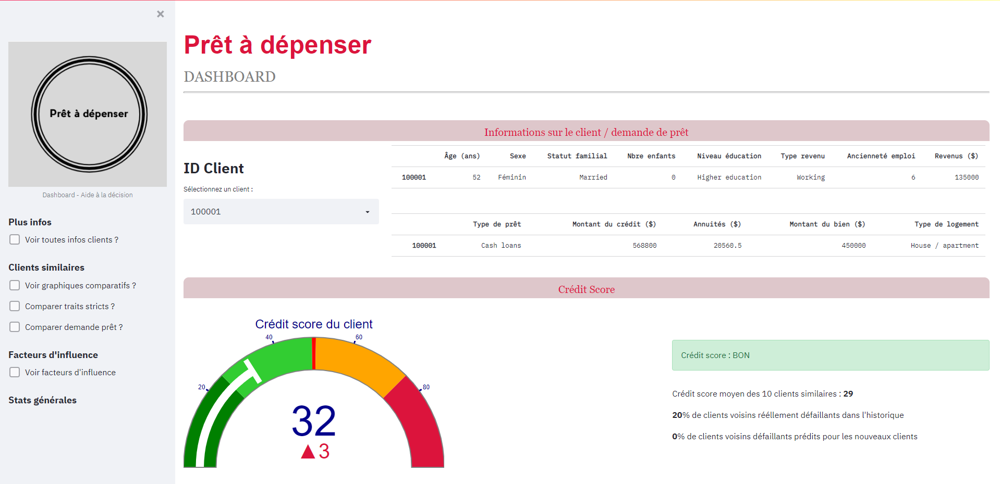 ×
Prêt à dépenser
Dashboard - Aide à la décision
Plus infos
Voir toutes infos clients ?
Clients similaires
Voir graphiques comparatifs ?
Comparer traits stricts ?
Comparer demande prêt ?
Facteurs d'influence
Voir facteurs d'influence
Stats générales
Prêt à dépenser
DASHBOARD
Informations sur le client / demande de prêt
ID Client
Sélectionnez un client :
100001
Âge (ans) Sexe Statut familial Nbre enfants Niveau éducation Type revenu Ancienneté emploi Revenus ($)
100001 52 Féminin Married 0 Higher education Working 6 135000
Type de prêt Montant du crédit ($) Annuités ($) Montant du bien ($) Type de logement
100001 Cash loans 568800 20560.5 450000 House / apartment
Crédit Score
Crédit score du client
20 40 60 80
32
▲3
Crédit score : BON
Crédit score moyen des 10 clients similaires : 29
20% de clients voisins rééllement défaillants dans l'historique
0% de clients voisins défaillants prédits pour les nouveaux clients